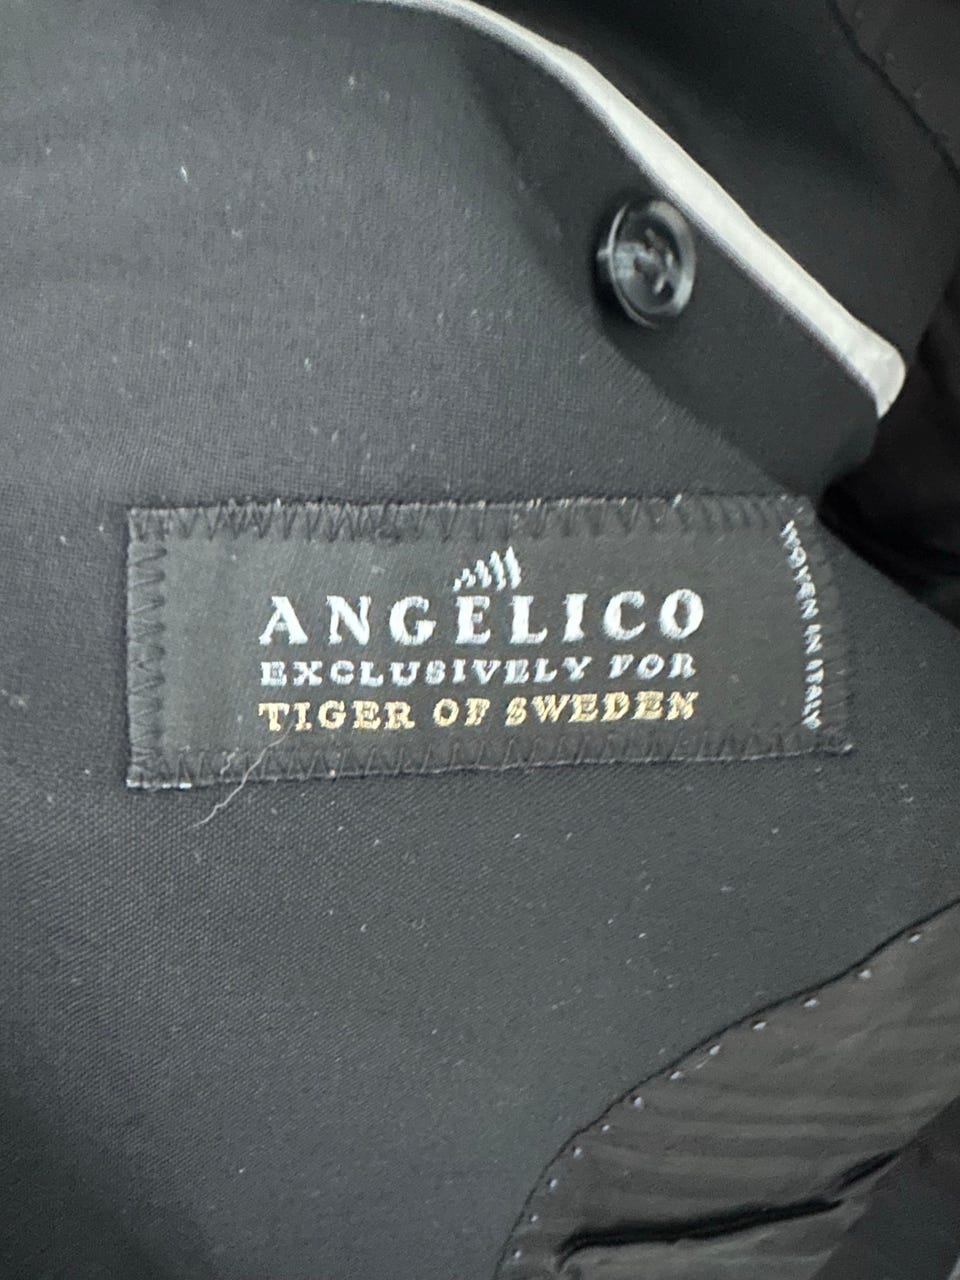 ANGELICO
EXCLUSIVELY FOR
TIGER OF SWEDEN
WOVEN IN ITALY